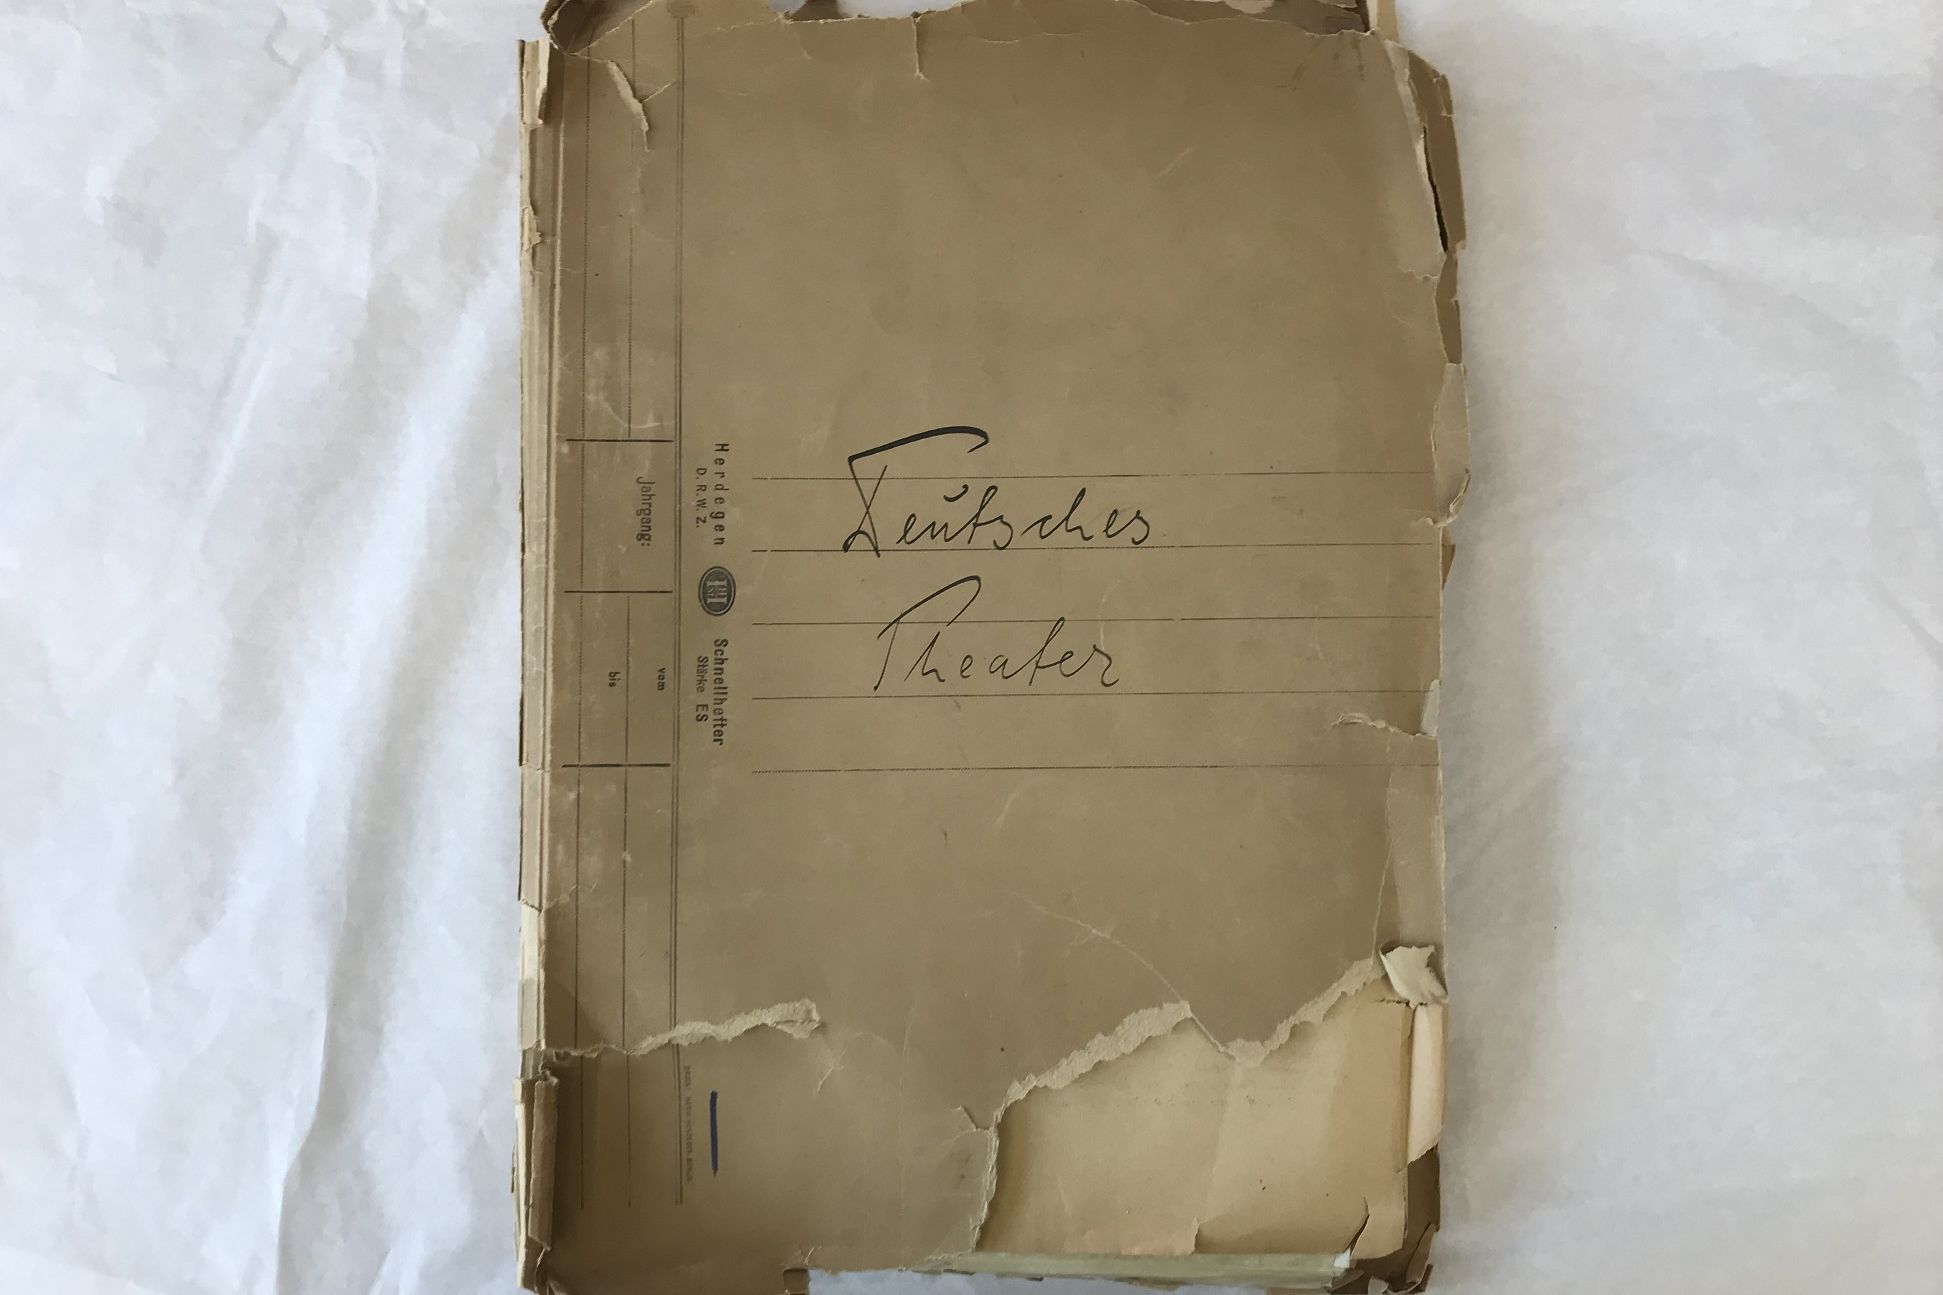 Deutsches
Theater
Herdegen
D.R.W.Z.
Schnellhefter
Stärke ES
Jahrgang:
vom
bis